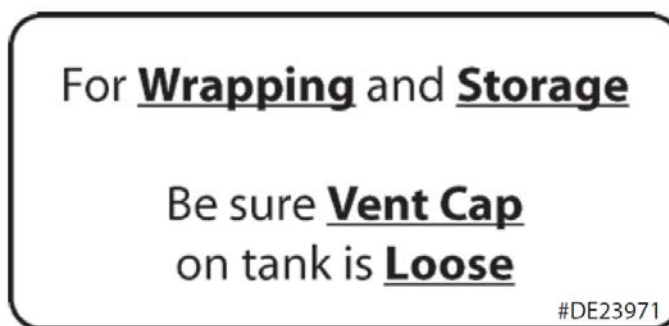 For Wrapping and Storage
Be sure Vent Cap
on tank is Loose
#DE23971